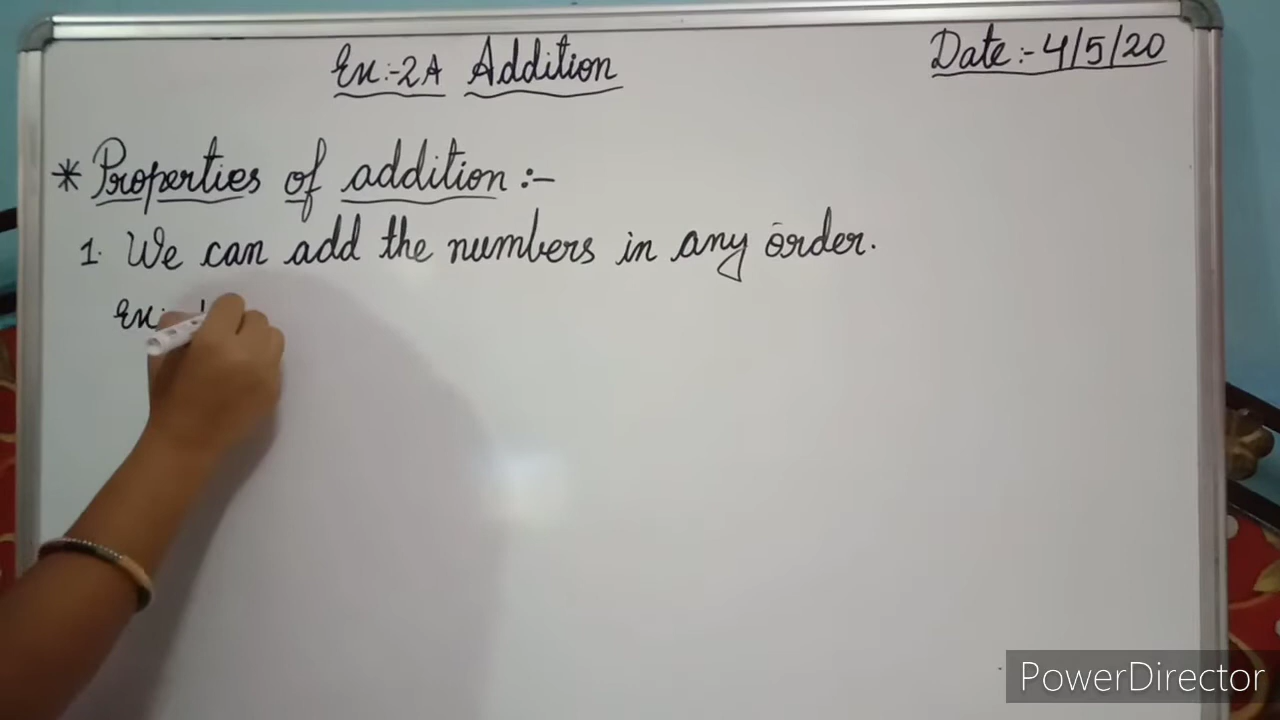 Ex:-2A Addition
Date:- 4/5/20
* Properties of addition :-
1. We can add the numbers in any order.
Ex:
PowerDirector